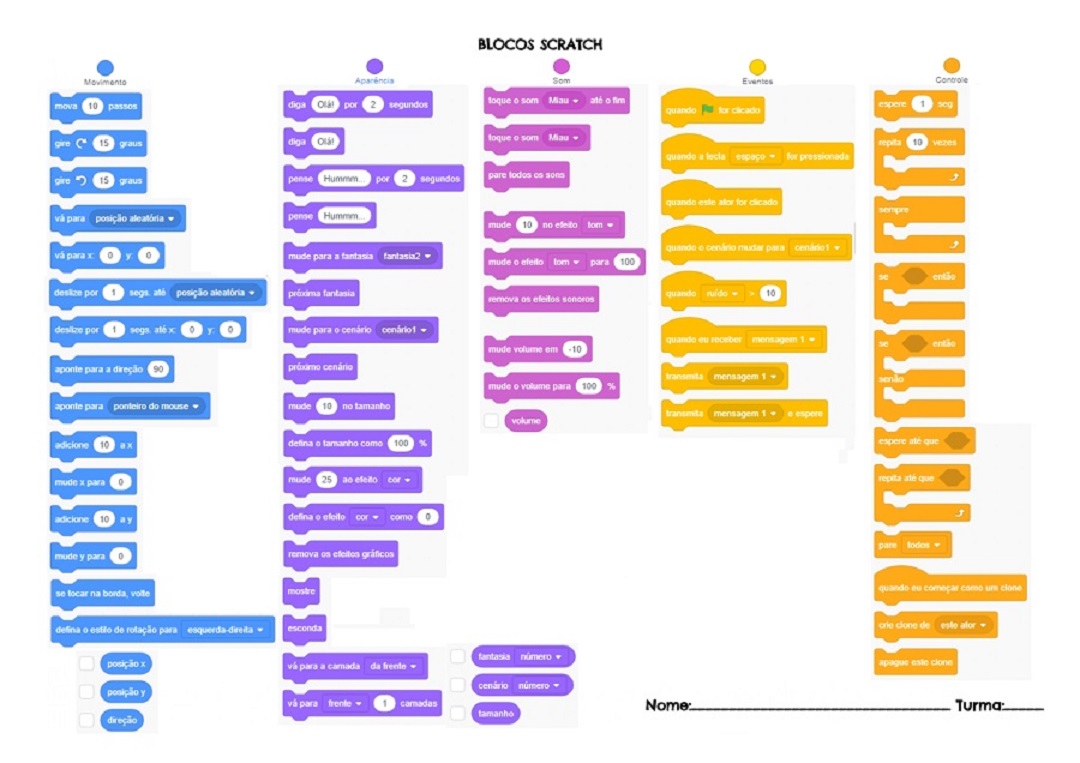 BLOCOS SCRATCH
Movimento
mova 10 passos
gire 15 graus
gire 15 graus
vá para posição aleatória
vá para x: 0 y: 0
deslize por 1 segs. até posição aleatória
deslize por 1 segs. até x: 0 y: 0
aponte para a direção 90
aponte para ponteiro do mouse
adicione 10 a x
mude x para 0
adicione 10 a y
mude y para 0
se tocar na borda, volte
defina o estilo de rotação para esquerda-direita
posição x
posição y
direção
Aparência
diga Olá! por 2 segundos
diga Olá!
pense Hummm... por 2 segundos
pense Hummm...
mude para a fantasia fantasia2
próxima fantasia
mude para o cenário cenário1
próximo cenário
mude 10 no tamanho
defina o tamanho como 100 %
mude 25 ao efeito cor
defina o efeito cor como 0
remova os efeitos gráficos
mostre
esconda
vá para a camada da frente
vá para frente 1 camadas
fantasia número
cenário número
tamanho
Som
toque o som Miau até o fim
toque o som Miau
pare todos os sons
mude 10 no efeito tom
mude o efeito tom para 100
remova os efeitos sonoros
mude volume em -10
mude o volume para 100 %
volume
Eventos
quando for clicado
quando a tecla espaço for pressionada
quando este ator for clicado
quando o cenário mudar para cenário1
quando ruído > 10
quando eu receber mensagem 1
transmita mensagem 1
transmita mensagem 1 e espere
Controle
espere 1 seg
repita 10 vezes
sempre
se então
se então
senão
espere até que
repita até que
pare todos
quando eu começar como um clone
crie clone de este ator
apague este clone
Nome:______________________ Turma:_____